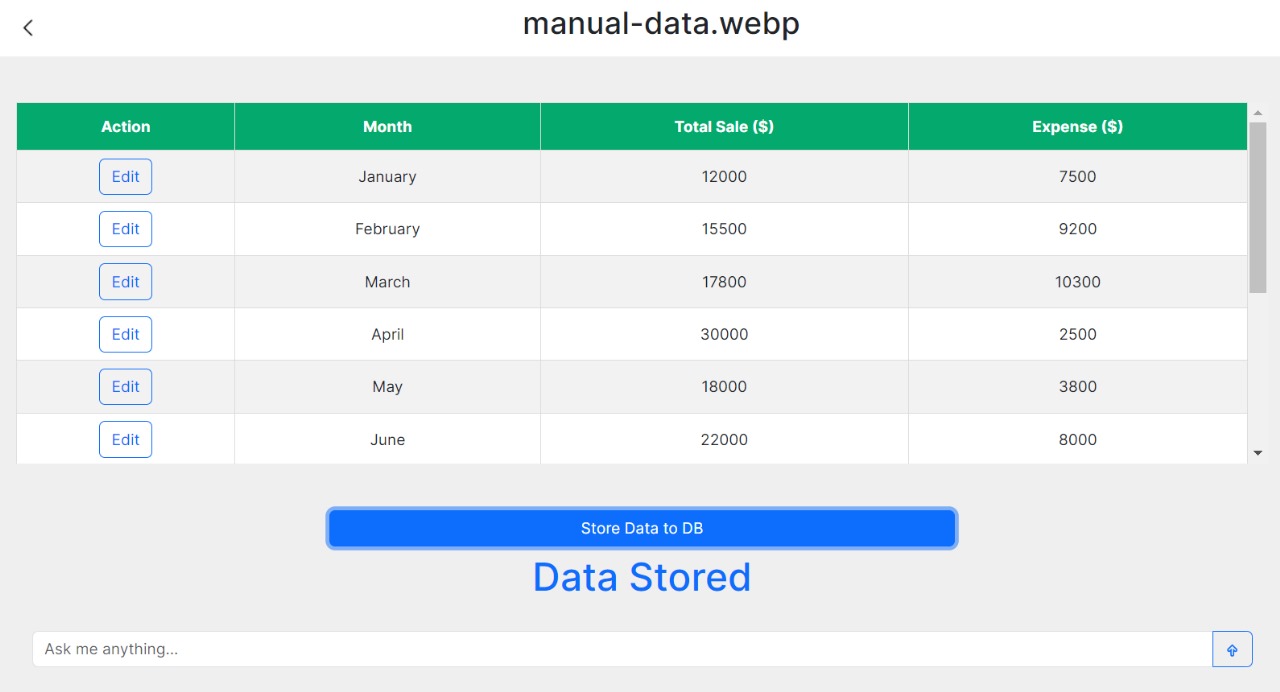 manual-data.webp
Action Month Total Sale ($) Expense ($)
Edit January 12000 7500
Edit February 15500 9200
Edit March 17800 10300
Edit April 30000 2500
Edit May 18000 3800
Edit June 22000 8000
Store Data to DB
Data Stored
Ask me anything...